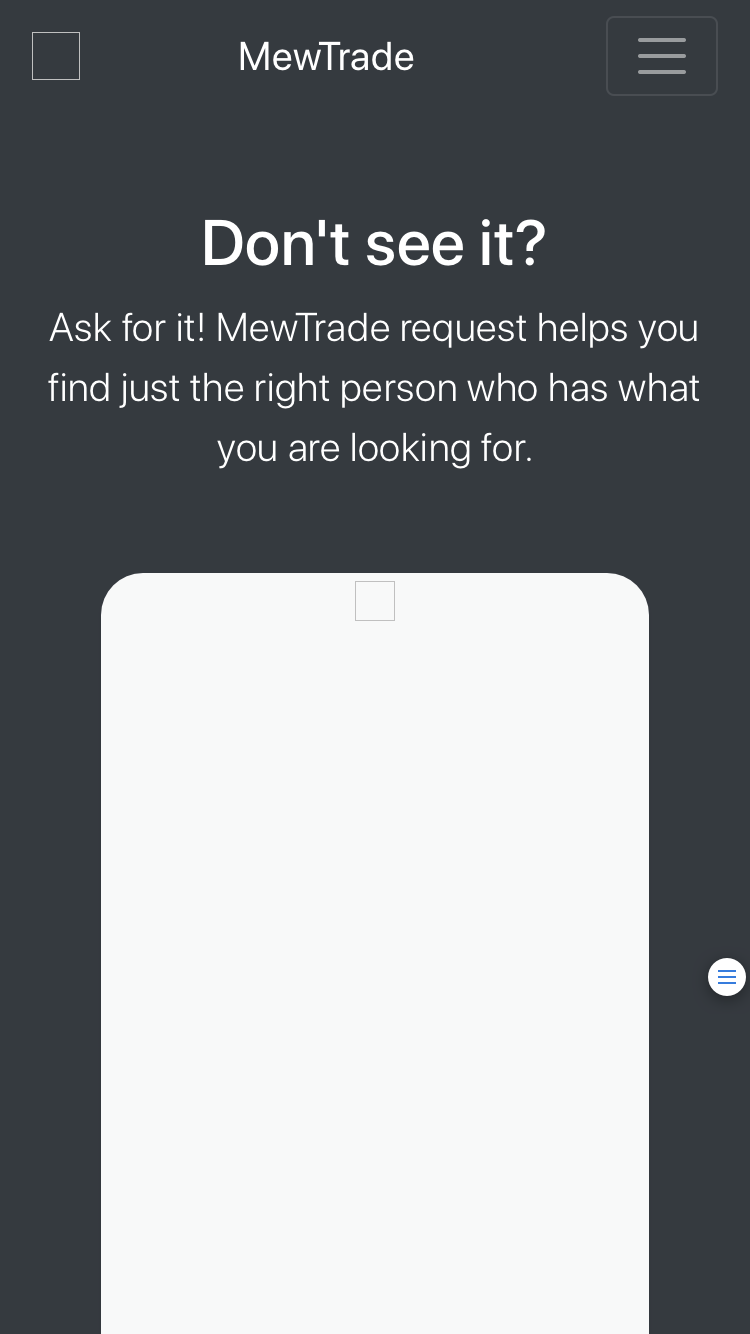 MewTrade
Don't see it?
Ask for it! MewTrade request helps you
find just the right person who has what
you are looking for.